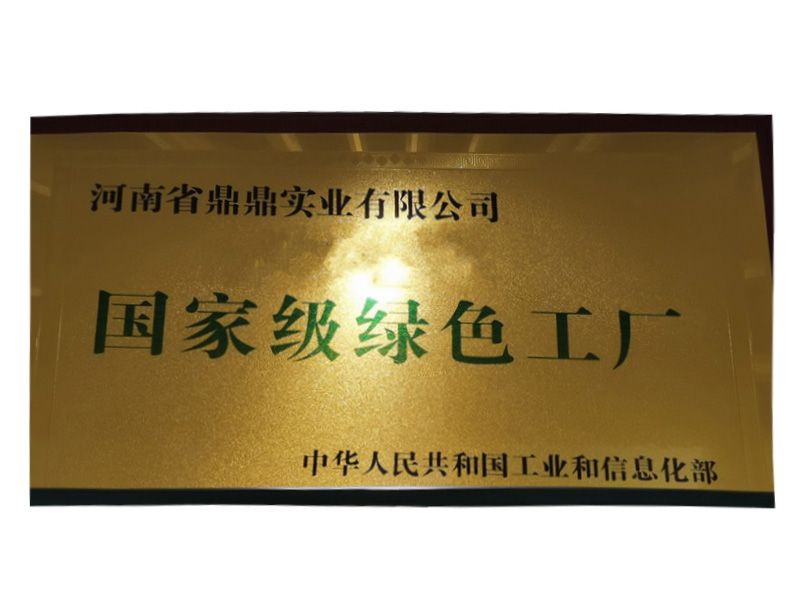 河南省鼎鼎实业有限公司
国家级绿色工厂
中华人民共和国工业和信息化部